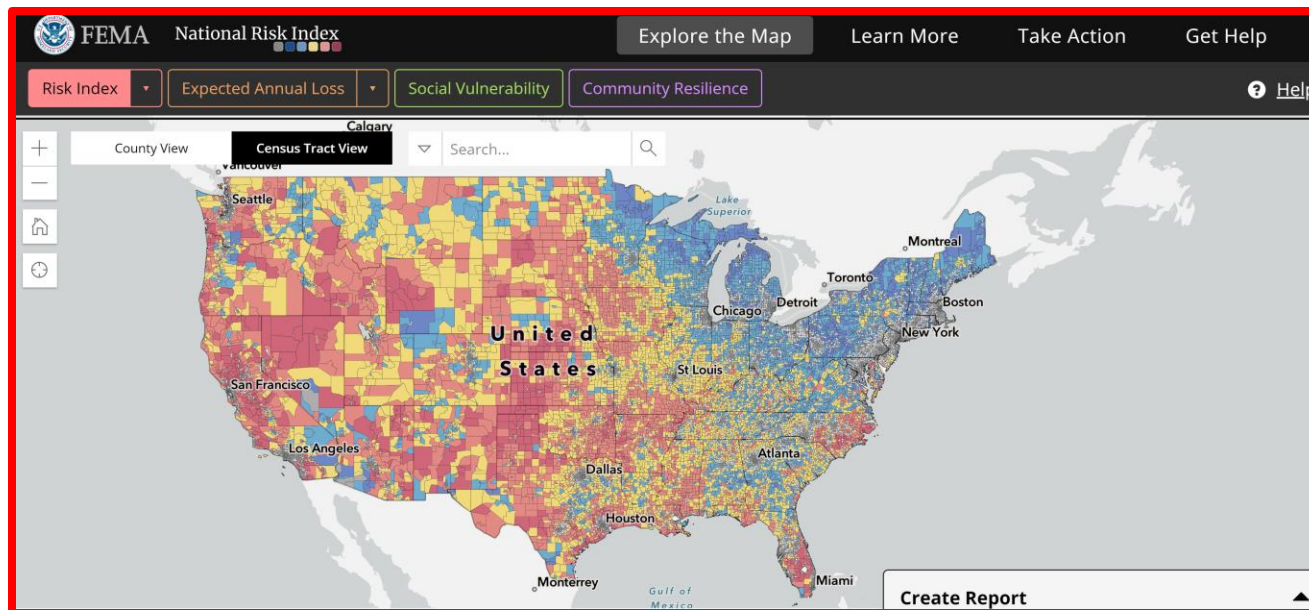 FEMA National Risk Index Explore the Map Learn More Take Action Get Help
Risk Index Expected Annual Loss Social Vulnerability Community Resilience ? Help
Calgary
+ County View Census Tract View Search...
Vancouver
−
Seattle
Lake
Superior
Montreal
Toronto
Detroit Boston
Chicago
New York
United
States St Louis
San Francisco
Los Angeles Atlanta
Dallas
Houston
Monterrey Miami
Gulf of
Mexico
Create Report